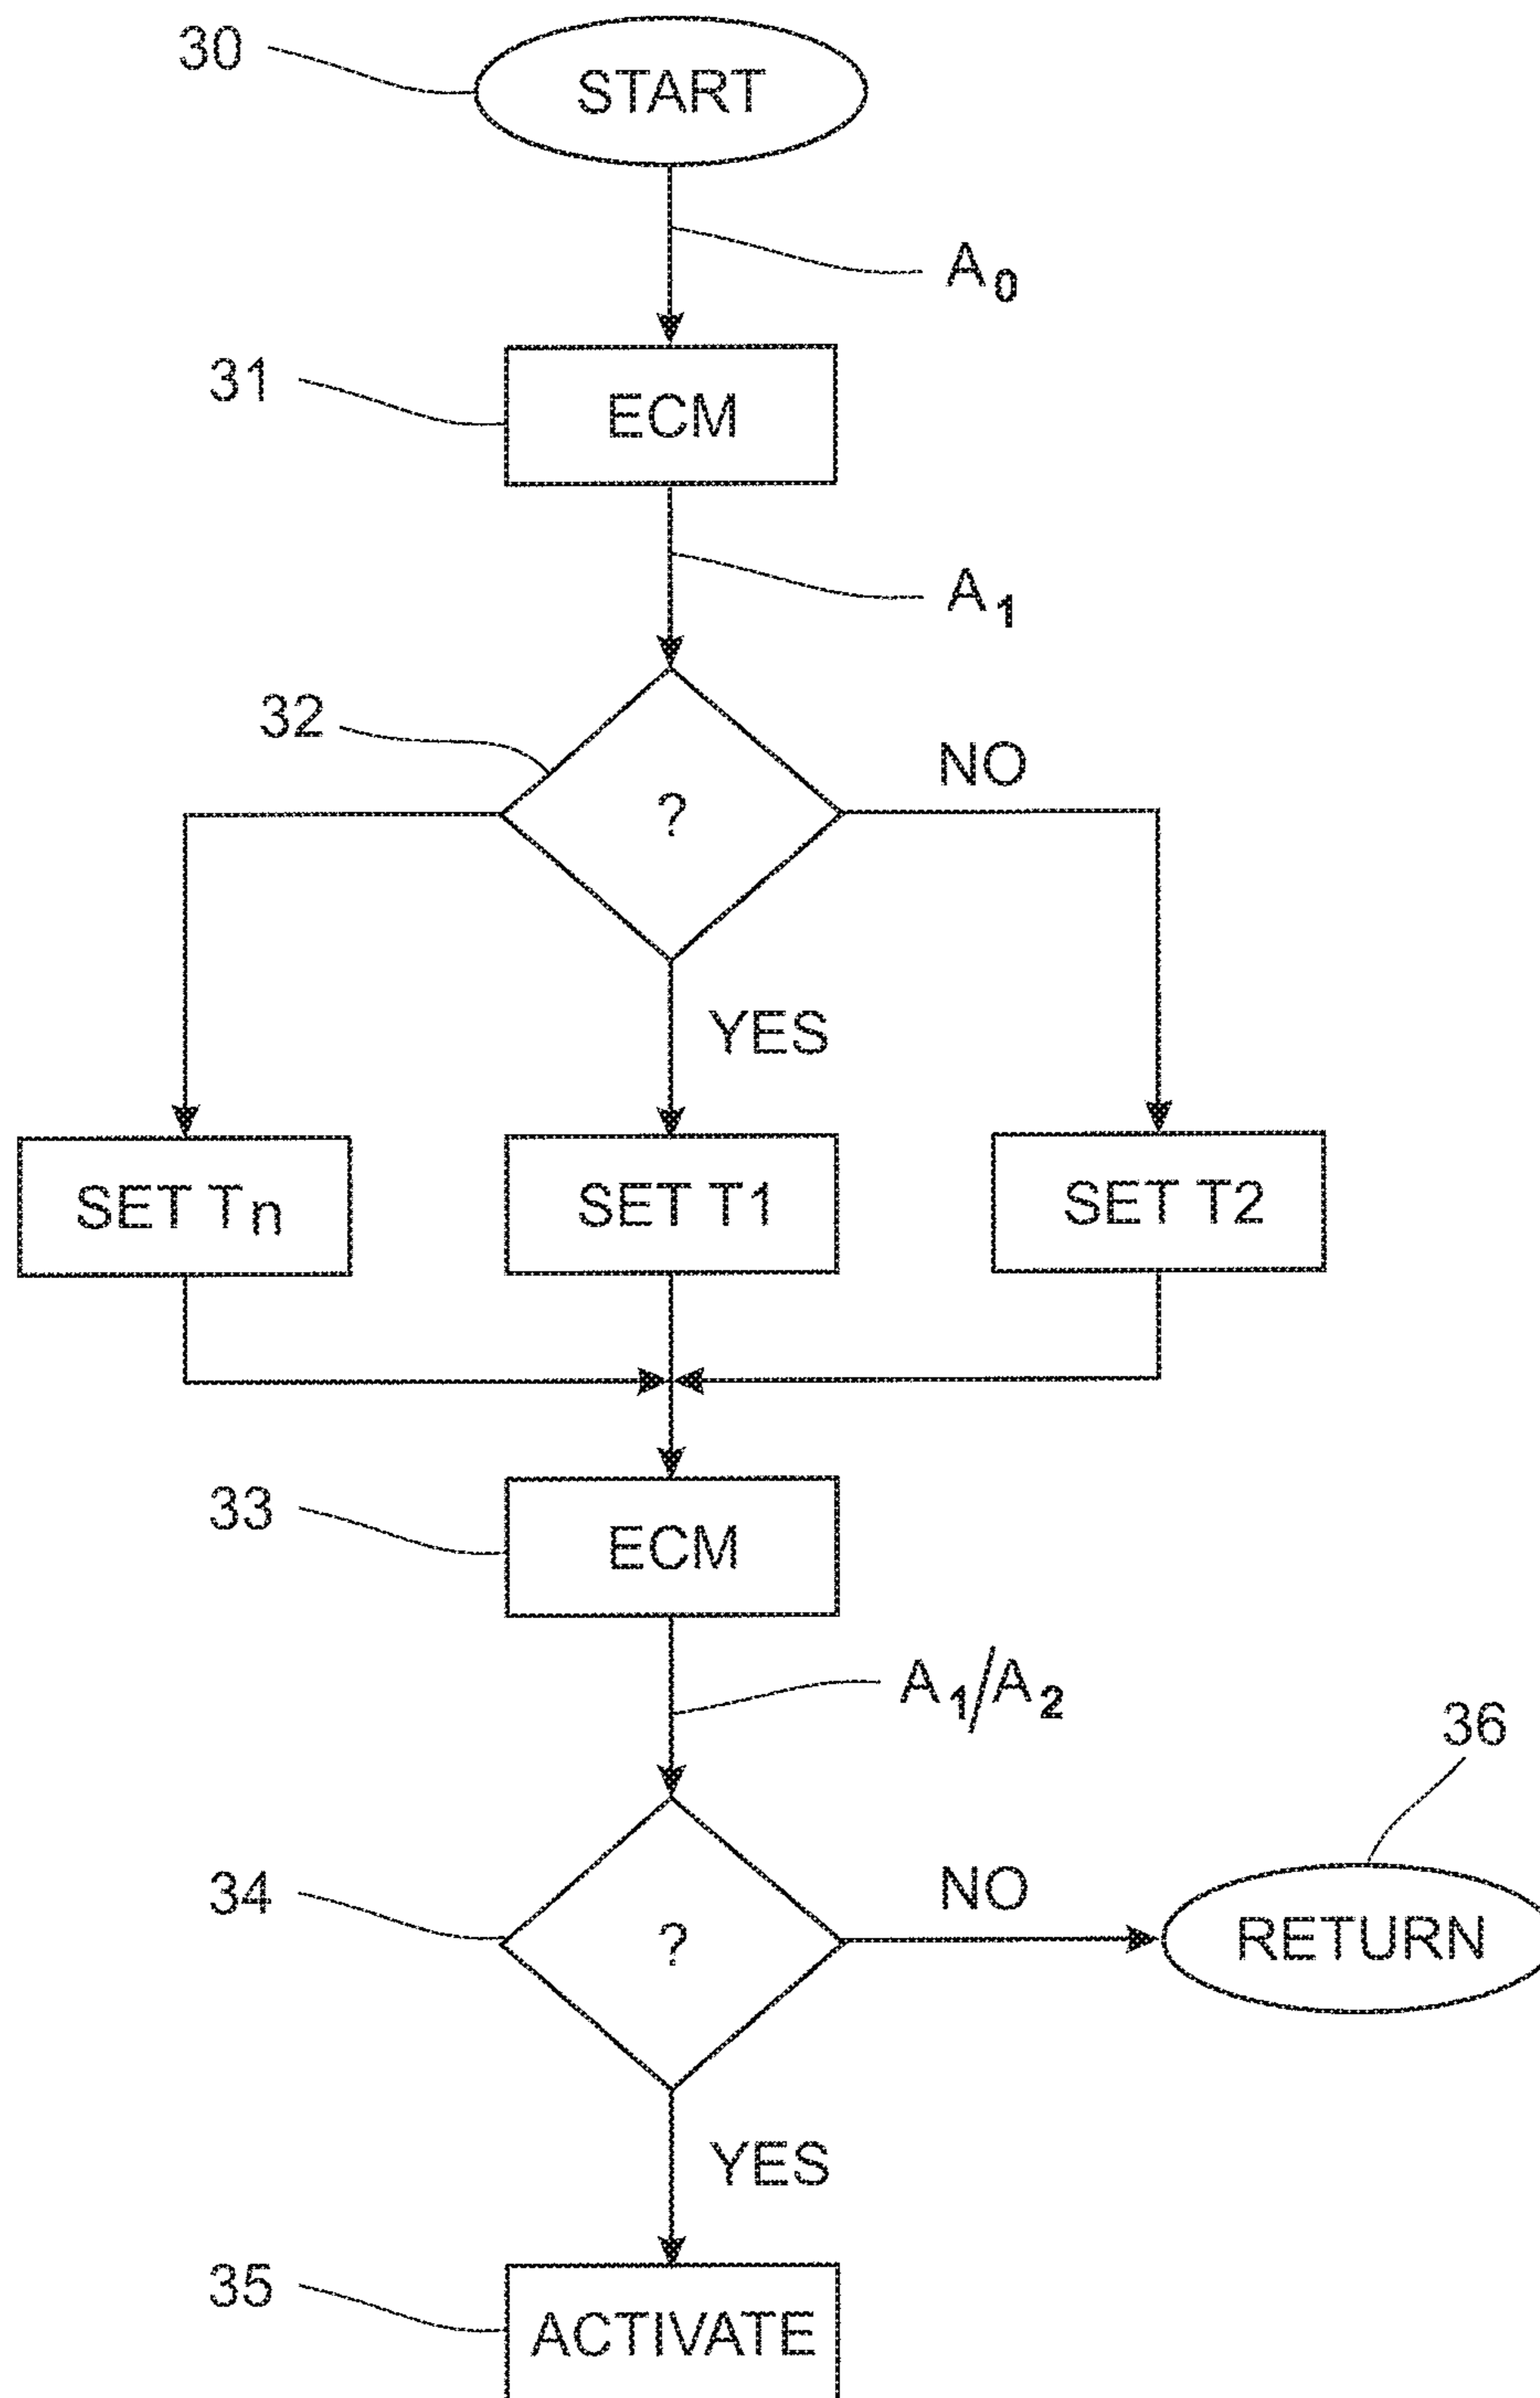 30
START
A0
31
ECM
A1
32
?
NO
YES
SET Tn
SET T1
SET T2
33
ECM
A1/A2
36
34
?
NO
RETURN
YES
35
ACTIVATE